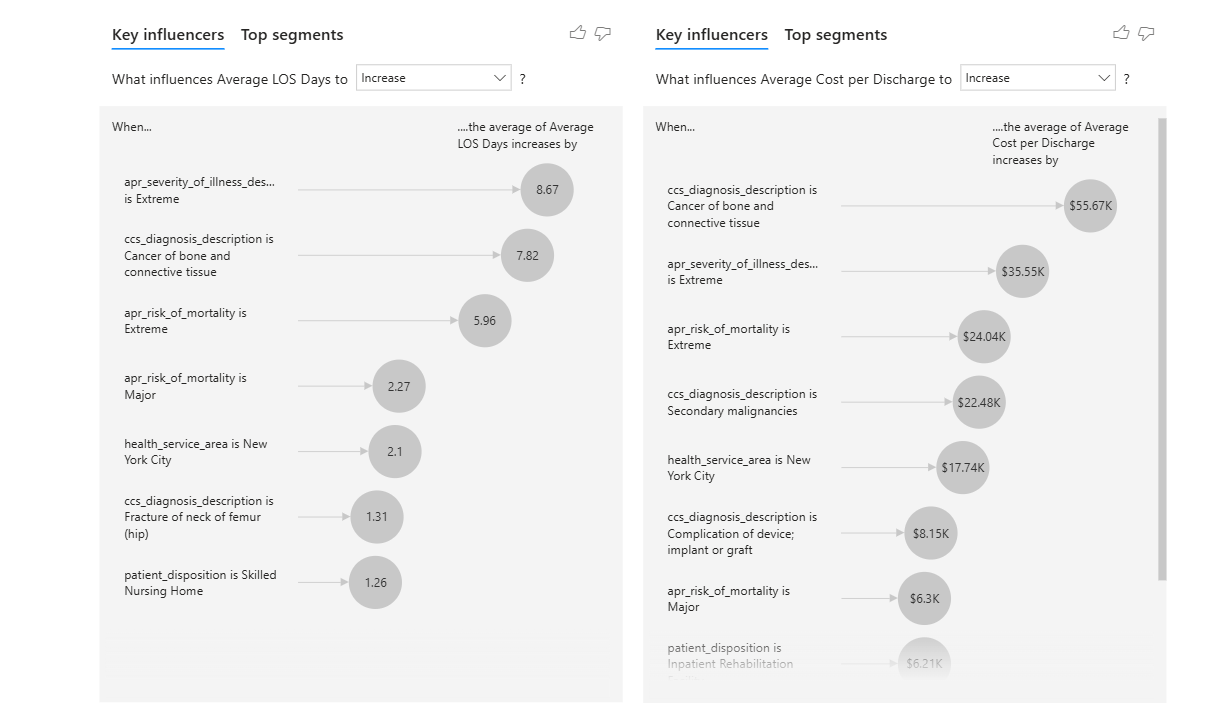 Key influencers
Top segments
What influences Average LOS Days to
Increase
?
When...
....the average of Average
LOS Days increases by
apr_severity_of_illness_des...
is Extreme
8.67
ccs_diagnosis_description is
Cancer of bone and
connective tissue
7.82
apr_risk_of_mortality is
Extreme
5.96
apr_risk_of_mortality is
Major
2.27
health_service_area is New
York City
2.1
ccs_diagnosis_description is
Fracture of neck of femur
(hip)
1.31
patient_disposition is Skilled
Nursing Home
1.26
Key influencers
Top segments
What influences Average Cost per Discharge to
Increase
?
When...
....the average of Average
Cost per Discharge
increases by
ccs_diagnosis_description is
Cancer of bone and
connective tissue
$55.67K
apr_severity_of_illness_des...
is Extreme
$35.55K
apr_risk_of_mortality is
Extreme
$24.04K
ccs_diagnosis_description is
Secondary malignancies
$22.48K
health_service_area is New
York City
$17.74K
ccs_diagnosis_description is
Complication of device;
implant or graft
$8.15K
apr_risk_of_mortality is
Major
$6.3K
patient_disposition is
Inpatient Rehabilitation
$6.21K